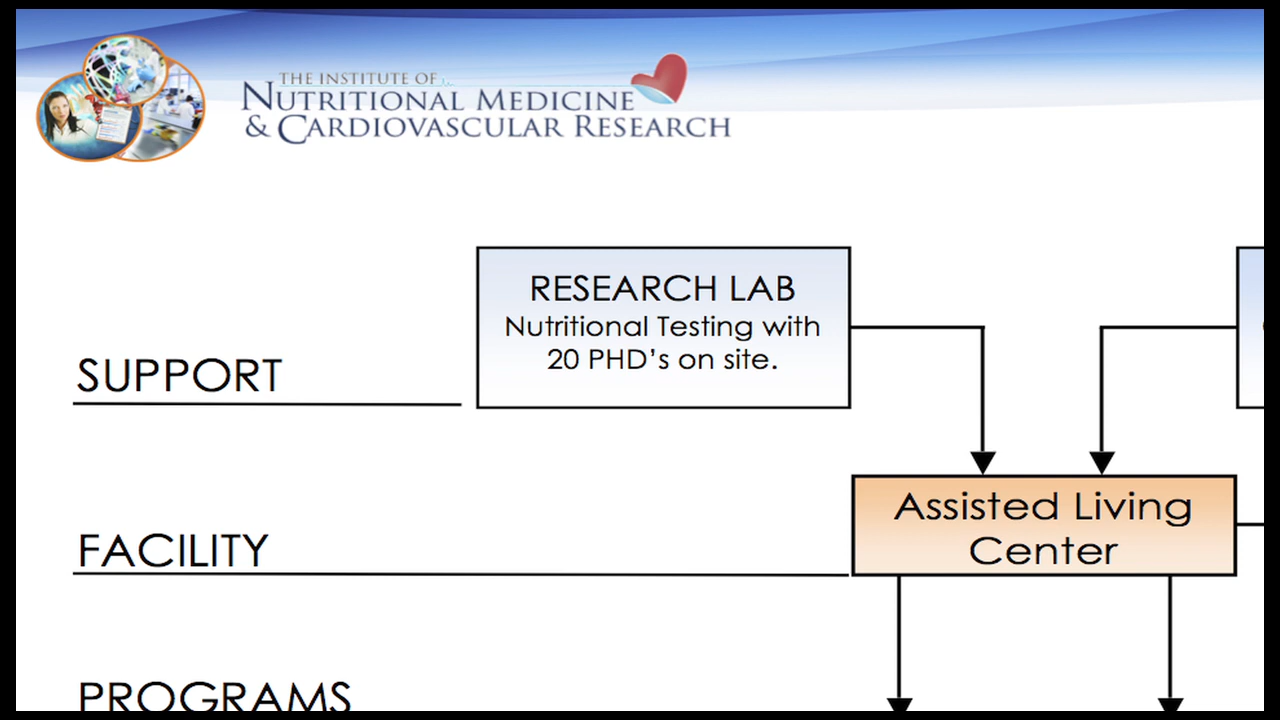 THE INSTITUTE OF
NUTRITIONAL MEDICINE
& CARDIOVASCULAR RESEARCH
RESEARCH LAB
Nutritional Testing with
20 PHD's on site.
SUPPORT
Assisted Living
Center
FACILITY
PROGRAMS